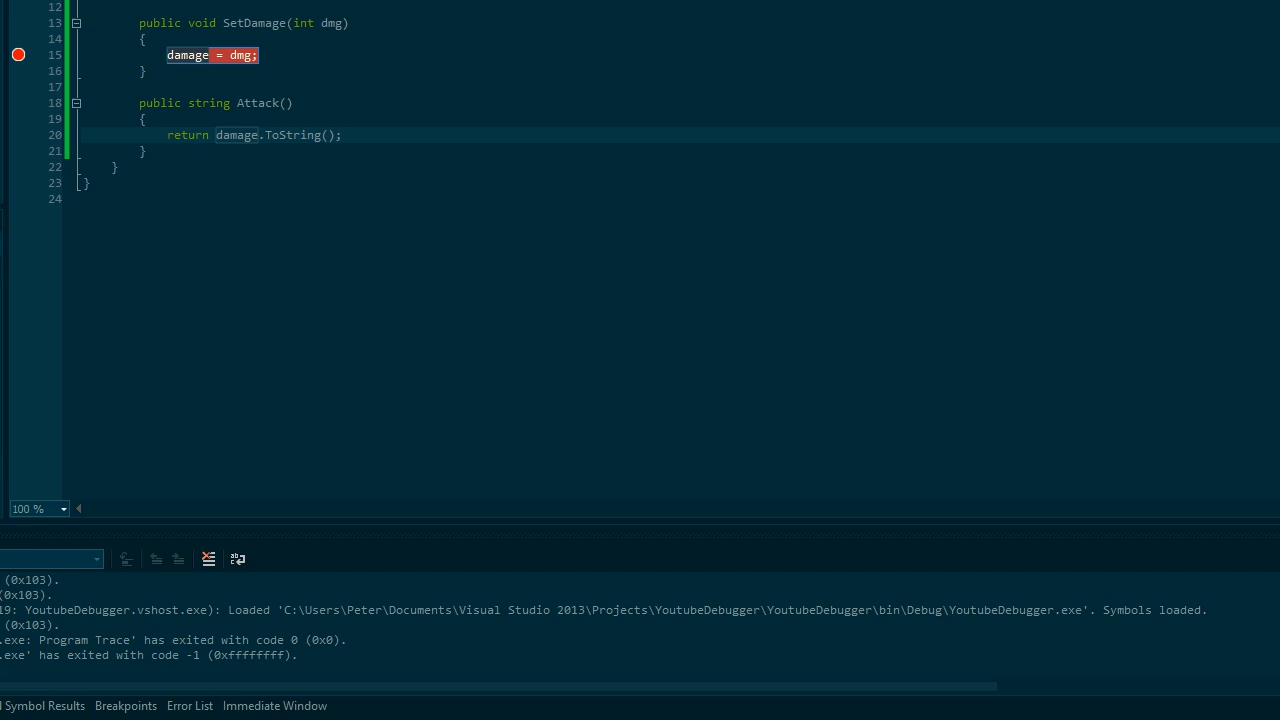 12
13 public void SetDamage(int dmg)
14 {
15 damage = dmg;
16 }
17
18 public string Attack()
19 {
20 return damage.ToString();
21 }
22 }
23 }
24
100 %
(0x103).
(0x103).
19: YoutubeDebugger.vshost.exe): Loaded 'C:\Users\Peter\Documents\Visual Studio 2013\Projects\YoutubeDebugger\YoutubeDebugger\bin\Debug\YoutubeDebugger.exe'. Symbols loaded.
(0x103).
.exe: Program Trace' has exited with code 0 (0x0).
.exe' has exited with code -1 (0xffffffff).
Symbol Results Breakpoints Error List Immediate Window